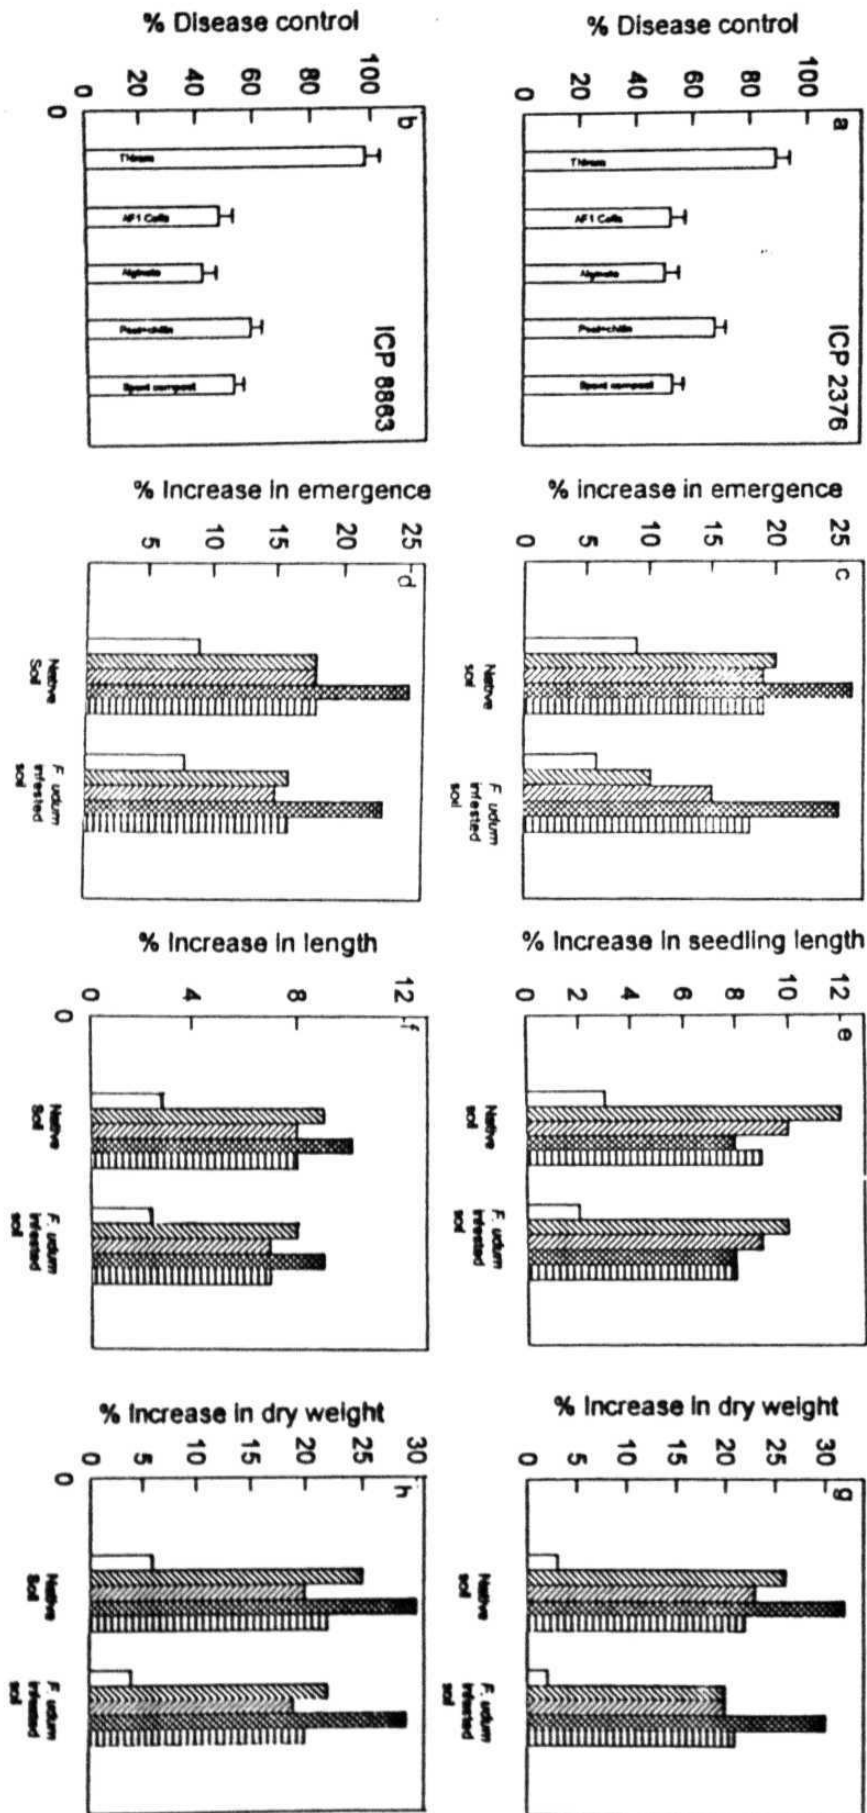 % Disease control
0
20
40
60
80
100
a
ICP 2376
Thiram
AF1 Cells
Alginate
Peat+chitin
Spent compost
% increase in emergence
0
5
10
15
20
25
c
Native
soil
F. udum
infested
soil
% Increase in seedling length
0
2
4
6
8
10
12
e
Native
soil
F. udum
infested
soil
% Increase in dry weight
0
5
10
15
20
25
30
g
Native
soil
F. udum
infested
soil
% Disease control
0
20
40
60
80
100
b
ICP 8863
0
Thiram
AF1 Cells
Alginate
Peat+chitin
Spent compost
% Increase in emergence
5
10
15
20
25
d
Native
Soil
F. udum
infested
soil
% Increase in length
0
4
8
12
f
0
Native
Soil
F. udum
infested
soil
% Increase in dry weight
0
5
10
15
20
25
30
h
0
Native
Soil
F. udum
infested
soil